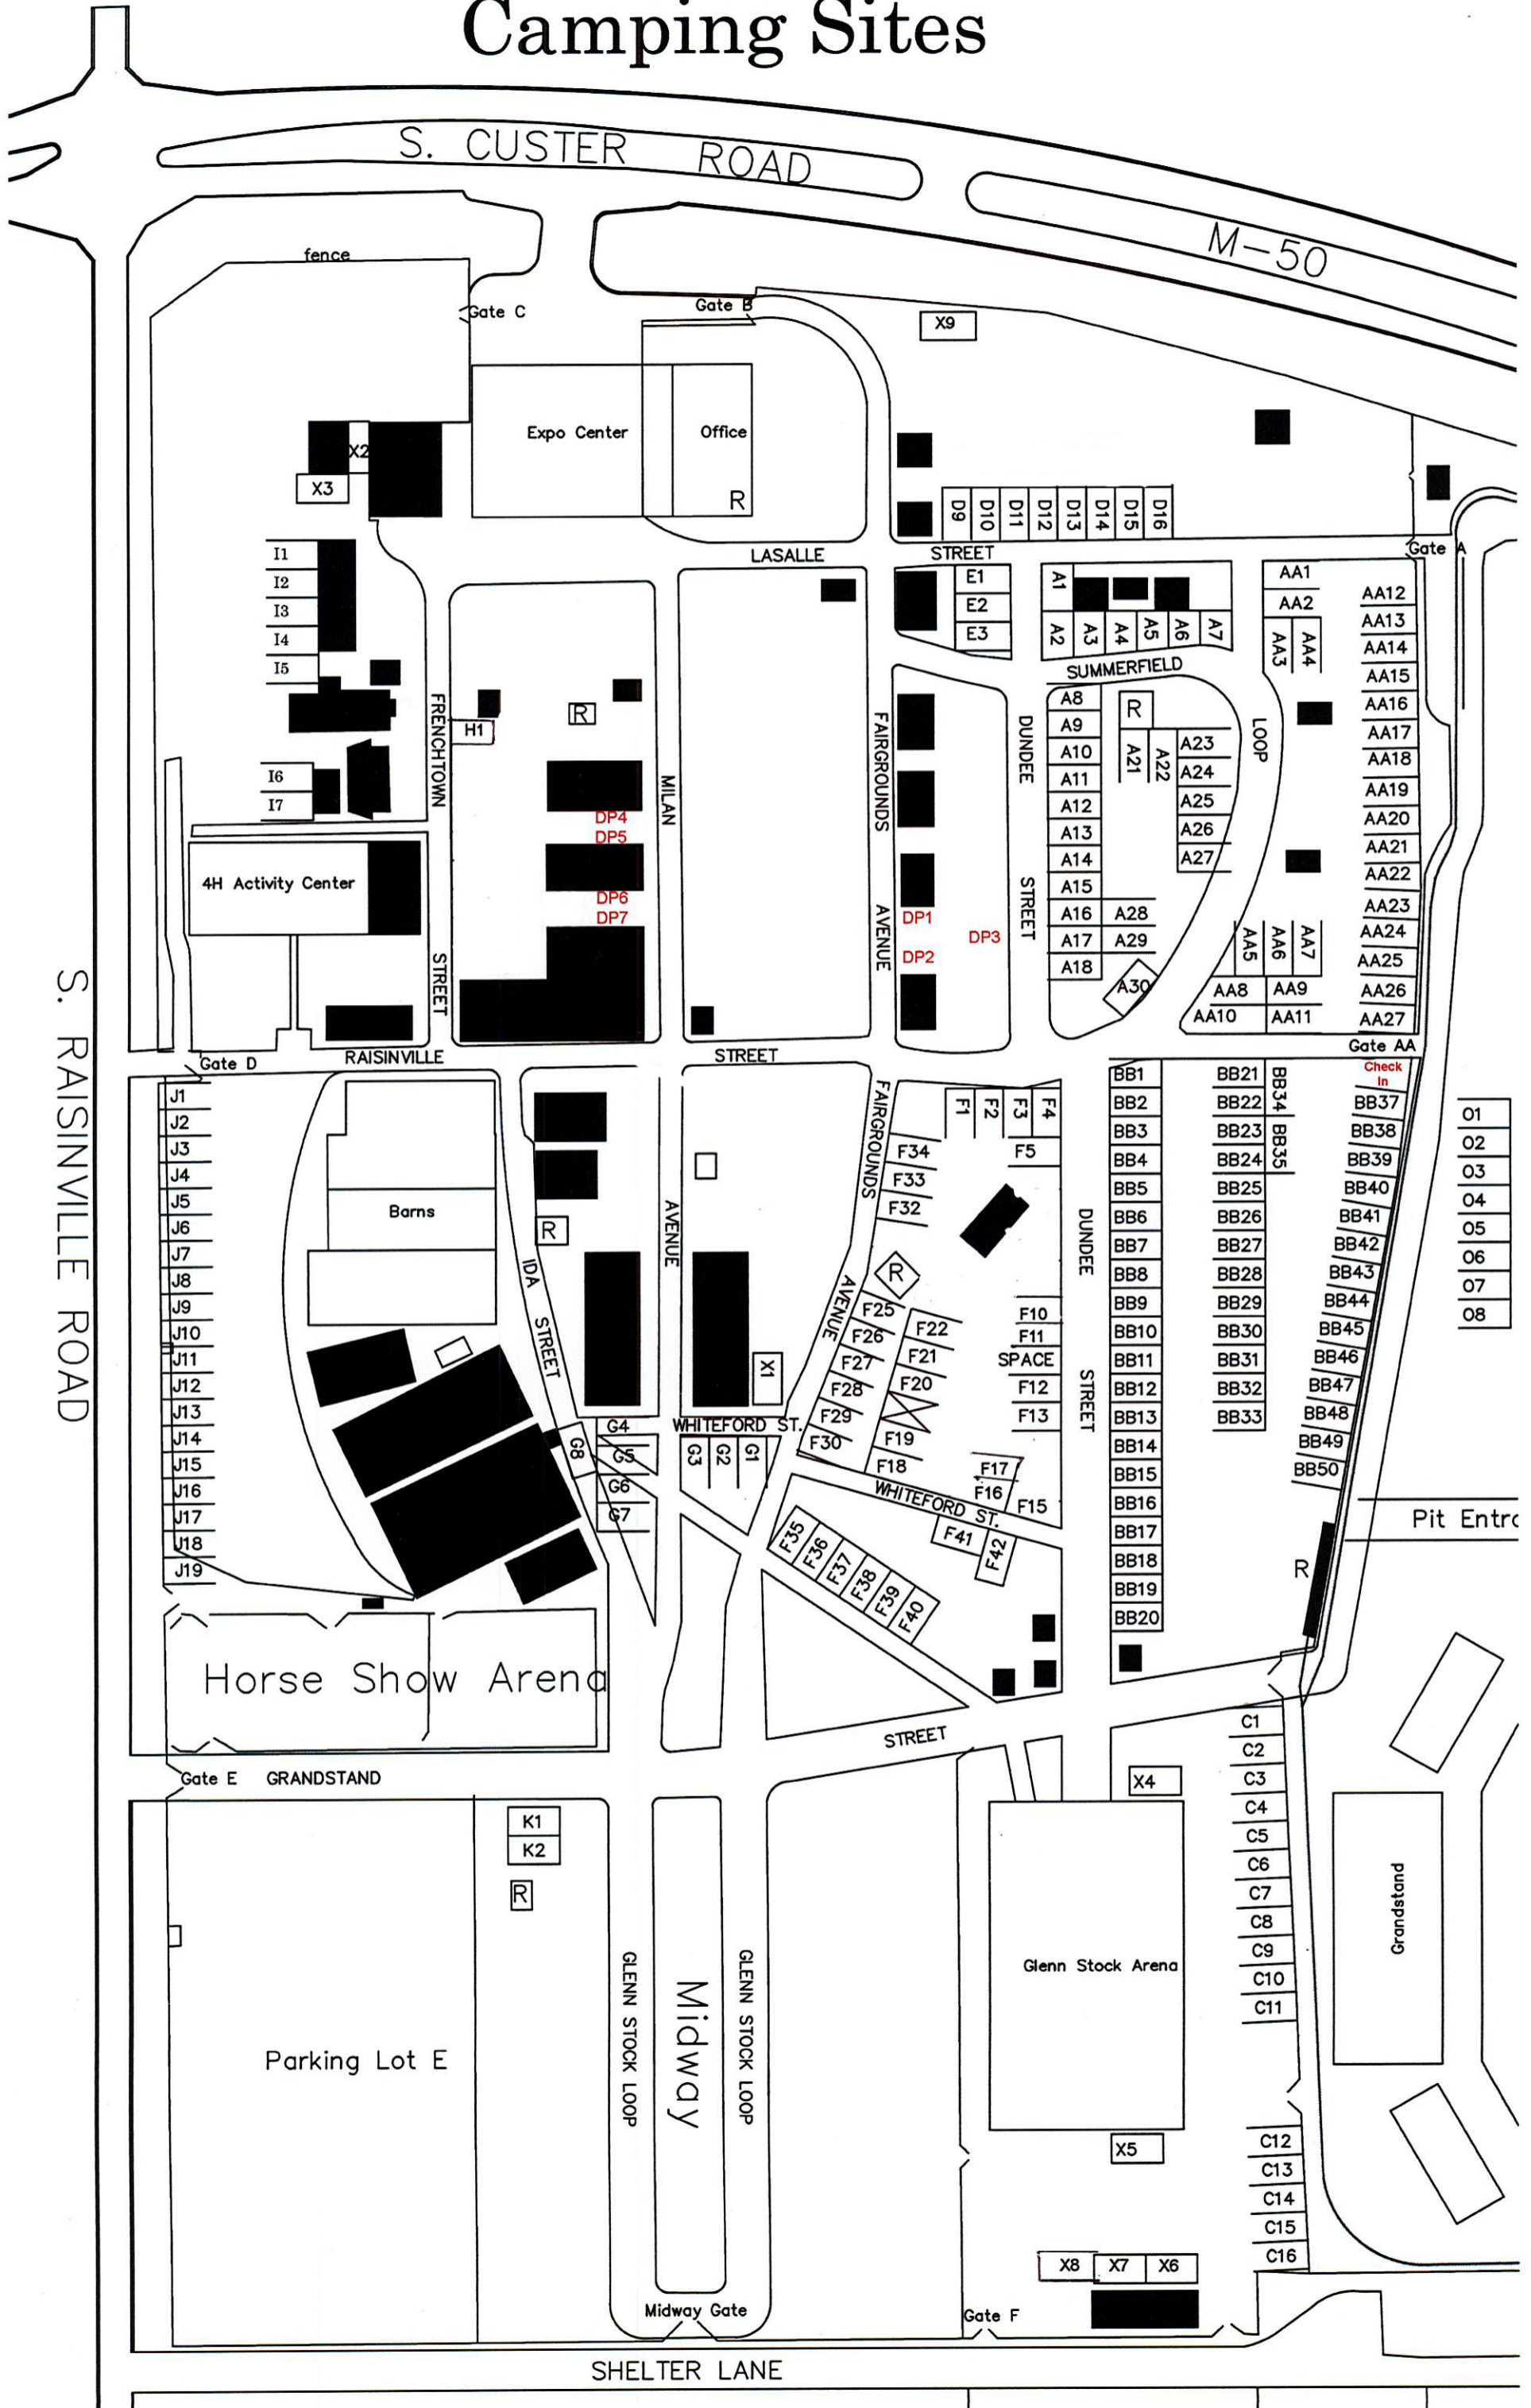 Camping Sites
S. CUSTER ROAD
M-50
fence
Gate C
Gate B
X9
Expo Center
Office
R
X2
X3
D9
D10
D11
D12
D13
D14
D15
D16
LASALLE STREET
Gate A
I1
I2
I3
I4
I5
I6
I7
E1
E2
E3
A1
A2
A3
A4
A5
A6
A7
AA1
AA2
AA3
AA4
AA12
AA13
AA14
AA15
AA16
AA17
AA18
AA19
AA20
AA21
AA22
AA23
AA24
AA25
AA26
AA27
SUMMERFIELD
LOOP
FRENCHTOWN
STREET
H1
R
MILAN
DP4
DP5
DP6
DP7
FAIRGROUNDS
AVENUE
DP1
DP2
DP3
DUNDEE
STREET
A8
A9
A10
A11
A12
A13
A14
A15
A16
A17
A18
R
A21
A22
A23
A24
A25
A26
A27
A28
A29
A30
AA5
AA6
AA7
AA8
AA9
AA10
AA11
4H Activity Center
S. RAISINVILLE ROAD
Gate D
RAISINVILLE STREET
Gate AA
Check
In
J1
J2
J3
J4
J5
J6
J7
J8
J9
J10
J11
J12
J13
J14
J15
J16
J17
J18
J19
Barns
R
IDA STREET
AVENUE
X1
FAIRGROUNDS
AVENUE
F1
F2
F3
F4
F5
F34
F33
F32
R
F25
F26
F27
F28
F29
F30
F22
F21
F20
F19
F18
F10
F11
SPACE
F12
F13
F17
F16
F15
DUNDEE
STREET
BB1
BB2
BB3
BB4
BB5
BB6
BB7
BB8
BB9
BB10
BB11
BB12
BB13
BB14
BB15
BB16
BB17
BB18
BB19
BB20
BB21
BB22
BB23
BB24
BB25
BB26
BB27
BB28
BB29
BB30
BB31
BB32
BB33
BB34
BB35
BB37
BB38
BB39
BB40
BB41
BB42
BB43
BB44
BB45
BB46
BB47
BB48
BB49
BB50
O1
O2
O3
O4
O5
O6
O7
O8
G4
G5
G6
G7
G8
WHITEFORD ST.
G3
G2
G1
WHITEFORD ST.
F35
F36
F37
F38
F39
F40
F41
F42
Pit Entrc
R
Horse Show Arena
Gate E
GRANDSTAND STREET
C1
C2
C3
C4
C5
C6
C7
C8
C9
C10
C11
X4
K1
K2
R
Grandstand
Glenn Stock Arena
GLENN STOCK LOOP
Midway
GLENN STOCK LOOP
Parking Lot E
X5
C12
C13
C14
C15
C16
X8
X7
X6
Midway Gate
Gate F
SHELTER LANE